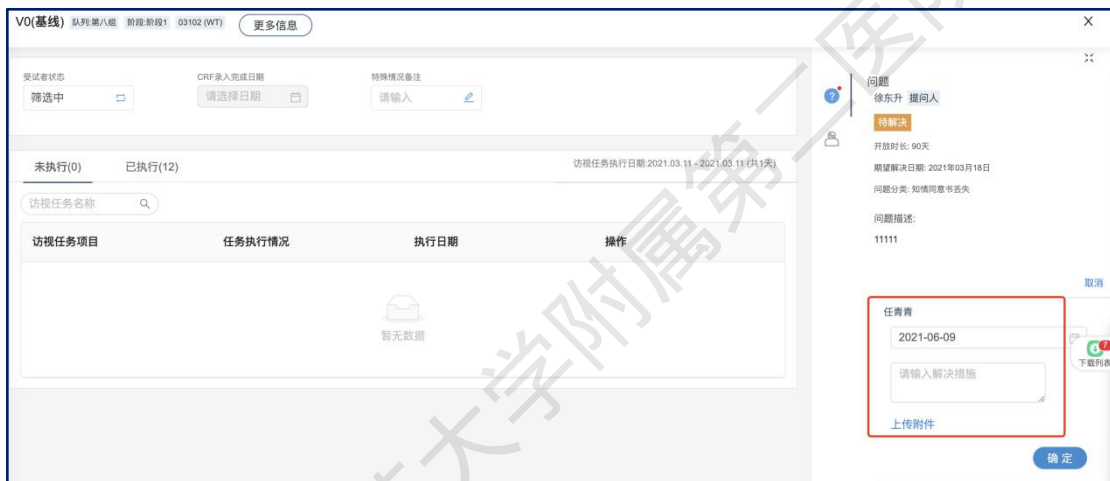 V0(基线) 队列:第八组 阶段:阶段1 03102 (WT) 更多信息
受试者状态 CRF录入完成日期 特殊情况备注
筛选中 请选择日期 请输入
未执行(0) 已执行(12) 访视任务执行日期:2021.03.11 - 2021.03.11 (共1天)
访视任务名称
访视任务项目 任务执行情况 执行日期 操作
暂无数据
问题
徐东升 提问人
待解决
开放时长: 90天
期望解决日期: 2021年03月18日
问题分类: 知情同意书丢失
问题描述:
11111
取消
任青青
2021-06-09
7
下载列表
请输入解决措施
上传附件
确定
大学附属第二医院